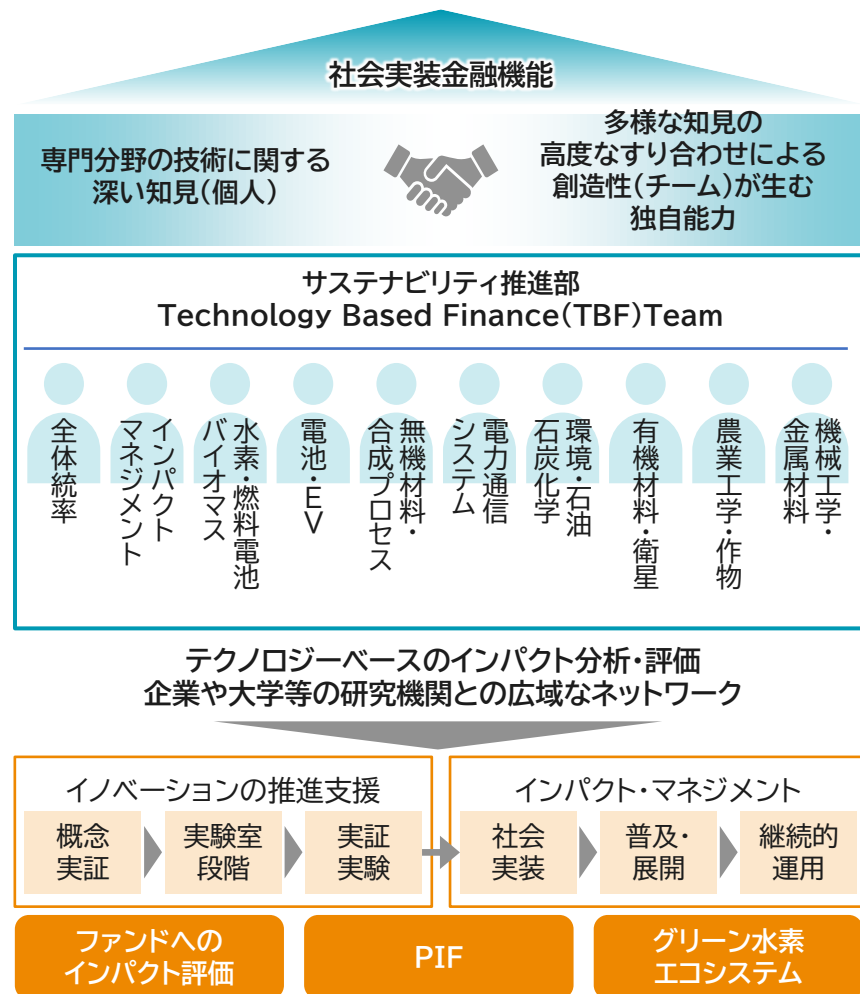 社会実装金融機能
専門分野の技術に関する
深い知見(個人)
多様な知見の
高度なすり合わせによる
創造性(チーム)が生む
独自能力
サステナビリティ推進部
Technology Based Finance(TBF)Team
全体統率
インパクト
マネジメント
水素・燃料電池
バイオマス
電池・EV
無機材料・
合成プロセス
電力通信
システム
環境・石油
石炭化学
有機材料・衛星
農業工学・作物
機械工学・
金属材料
テクノロジーベースのインパクト分析・評価
企業や大学等の研究機関との広域なネットワーク
イノベーションの推進支援
概念
実証
実験室
段階
実証
実験
インパクト・マネジメント
社会
実装
普及・
展開
継続的
運用
ファンドへの
インパクト評価
PIF
グリーン水素
エコシステム